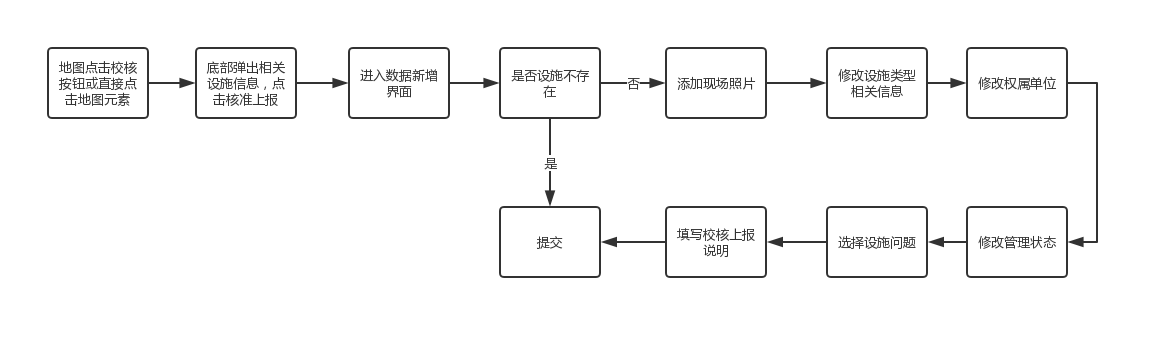 地图点击校核
按钮或直接点
击地图元素
底部弹出相关
设施信息，点
击核准上报
进入数据新增
界面
是否设施不存
在
否
添加现场照片
修改设施类型
相关信息
修改权属单位
是
提交
填写校核上报
说明
选择设施问题
修改管理状态